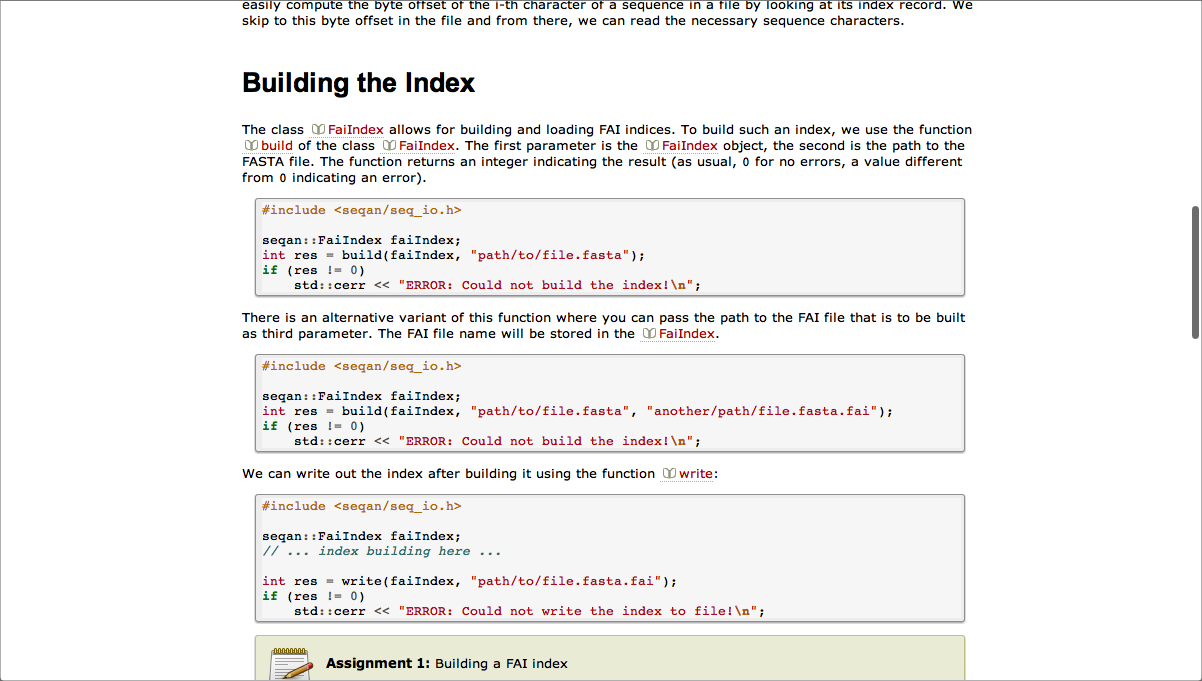 easily compute the byte offset of the i-th character of a sequence in a file by looking at its index record. We
skip to this byte offset in the file and from there, we can read the necessary sequence characters.
Building the Index
The class FaiIndex allows for building and loading FAI indices. To build such an index, we use the function
build of the class FaiIndex. The first parameter is the FaiIndex object, the second is the path to the
FASTA file. The function returns an integer indicating the result (as usual, 0 for no errors, a value different
from 0 indicating an error).
#include <seqan/seq_io.h>
seqan::FaiIndex faiIndex;
int res = build(faiIndex, "path/to/file.fasta");
if (res != 0)
    std::cerr << "ERROR: Could not build the index!\n";
There is an alternative variant of this function where you can pass the path to the FAI file that is to be built
as third parameter. The FAI file name will be stored in the FaiIndex.
#include <seqan/seq_io.h>
seqan::FaiIndex faiIndex;
int res = build(faiIndex, "path/to/file.fasta", "another/path/file.fasta.fai");
if (res != 0)
    std::cerr << "ERROR: Could not build the index!\n";
We can write out the index after building it using the function write:
#include <seqan/seq_io.h>
seqan::FaiIndex faiIndex;
// ... index building here ...
int res = write(faiIndex, "path/to/file.fasta.fai");
if (res != 0)
    std::cerr << "ERROR: Could not write the index to file!\n";
Assignment 1: Building a FAI index